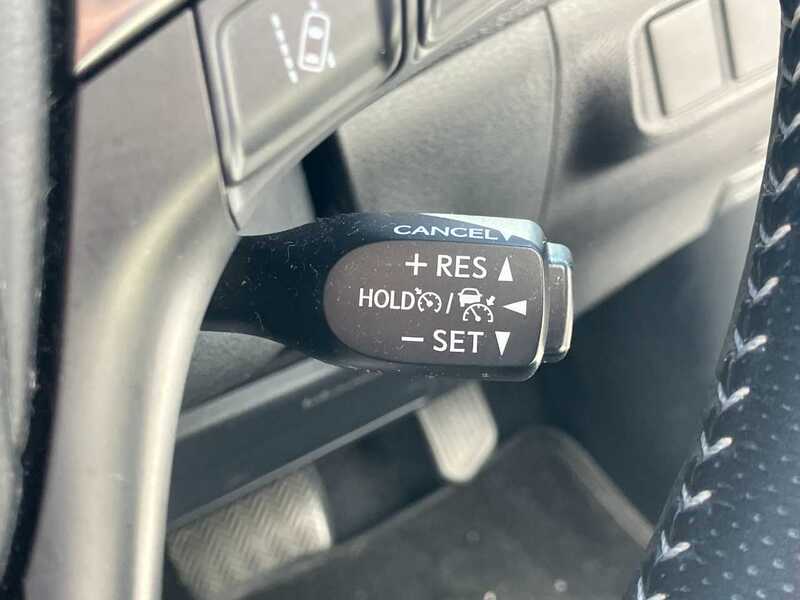 CANCEL
+ RES
HOLD /
− SET